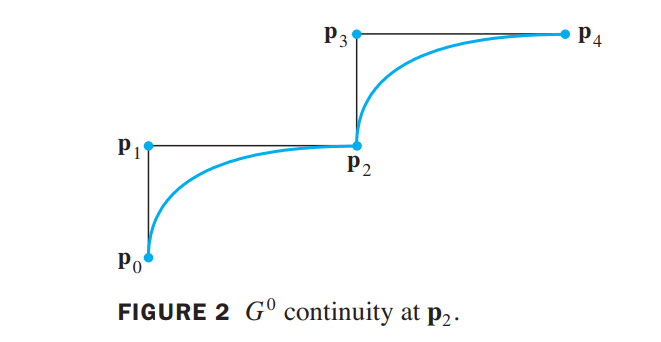 p₃
p₄
p₁
p₂
p₀
FIGURE 2 G⁰ continuity at p₂.